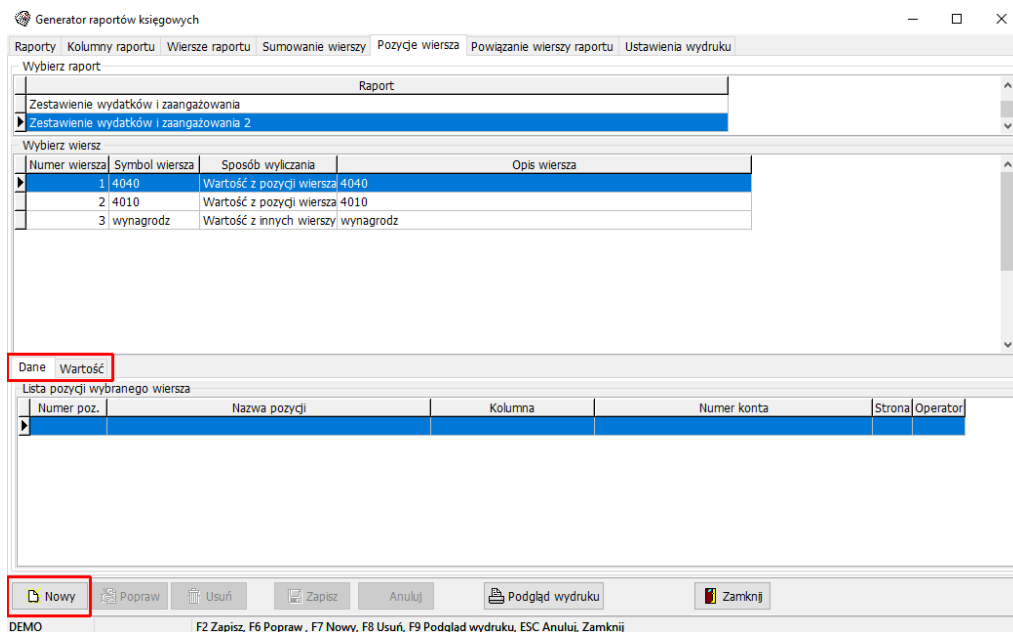 Generator raportów księgowych
Raporty Kolumny raportu Wiersze raportu Sumowanie wierszy Pozycje wiersza Powiązanie wierszy raportu Ustawienia wydruku
Wybierz raport
Raport
Zestawienie wydatków i zaangażowania
Zestawienie wydatków i zaangażowania 2
Wybierz wiersz
Numer wiersza Symbol wiersza Sposób wyliczania Opis wiersza
1 4040 Wartość z pozycji wiersza 4040
2 4010 Wartość z pozycji wiersza 4010
3 wynagrodz Wartość z innych wierszy wynagrodz
Dane Wartość
Lista pozycji wybranego wiersza
Numer poz. Nazwa pozycji Kolumna Numer konta Strona Operator
Nowy Popraw Usuń Zapisz Anuluj Podgląd wydruku Zamknij
DEMO F2 Zapisz, F6 Popraw , F7 Nowy, F8 Usuń, F9 Podgląd wydruku, ESC Anuluj, Zamknij